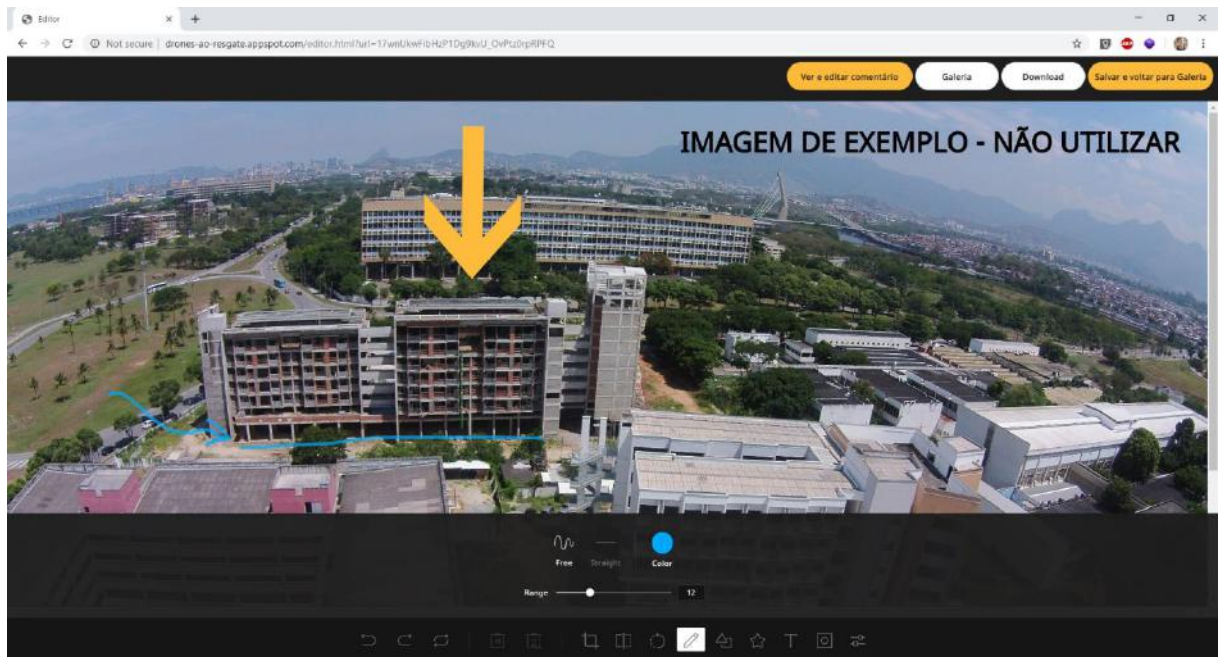 Editor
Not secure drones-ao-resgate.appspot.com/editor.html?url=
Ver e editar comentário
Galeria
Download
Salvar e voltar para Galeria
IMAGEM DE EXEMPLO - NÃO UTILIZAR
Free Straight Color
Range 12